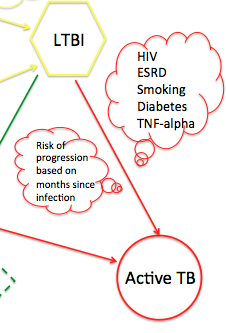 LTBI
HIV
ESRD
Smoking
Diabetes
TNF-alpha
Risk of
progression
based on
months since
infection
Active TB